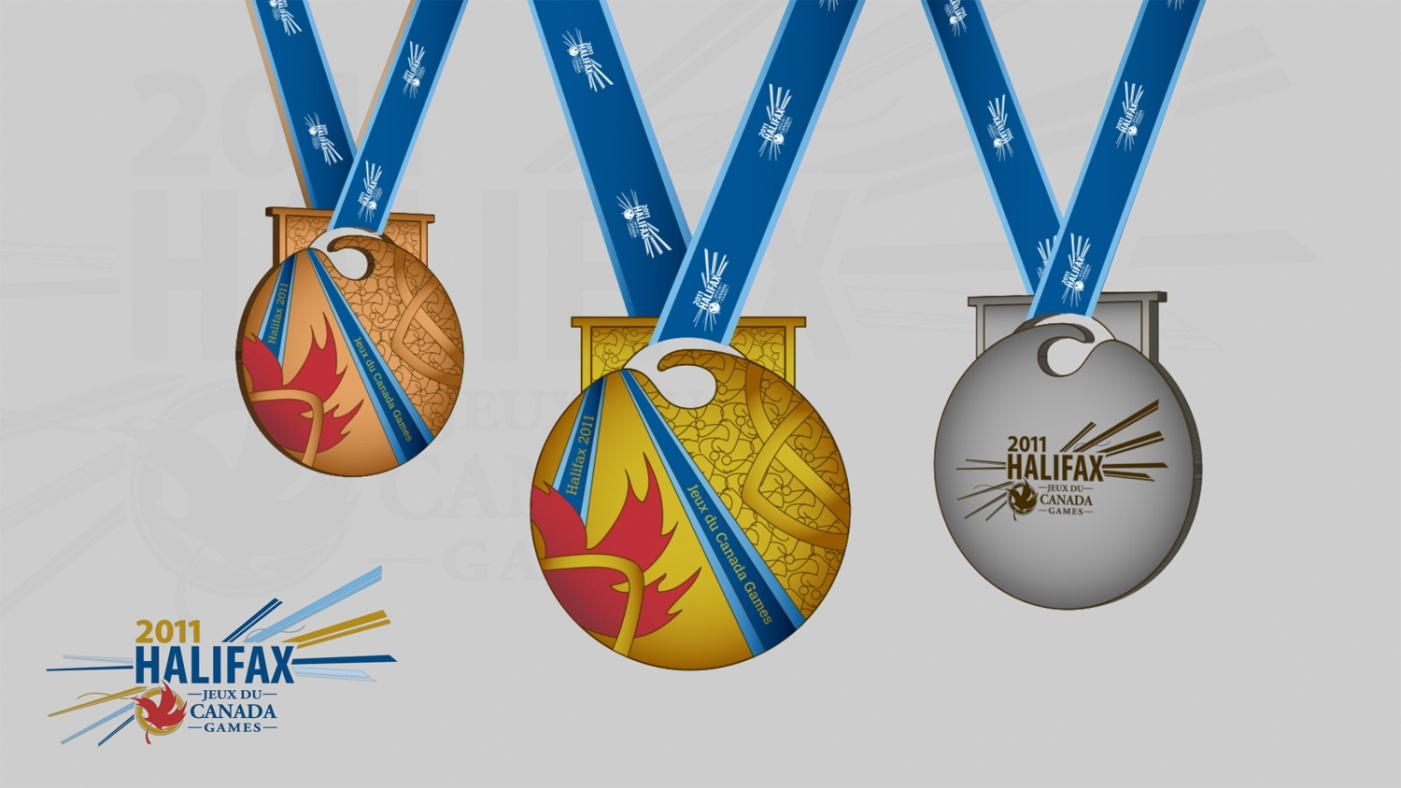 Halifax 2011
Jeux du Canada Games
Halifax 2011
Jeux du Canada Games
2011
HALIFAX
JEUX DU
CANADA
GAMES
2011
HALIFAX
JEUX DU
CANADA
GAMES